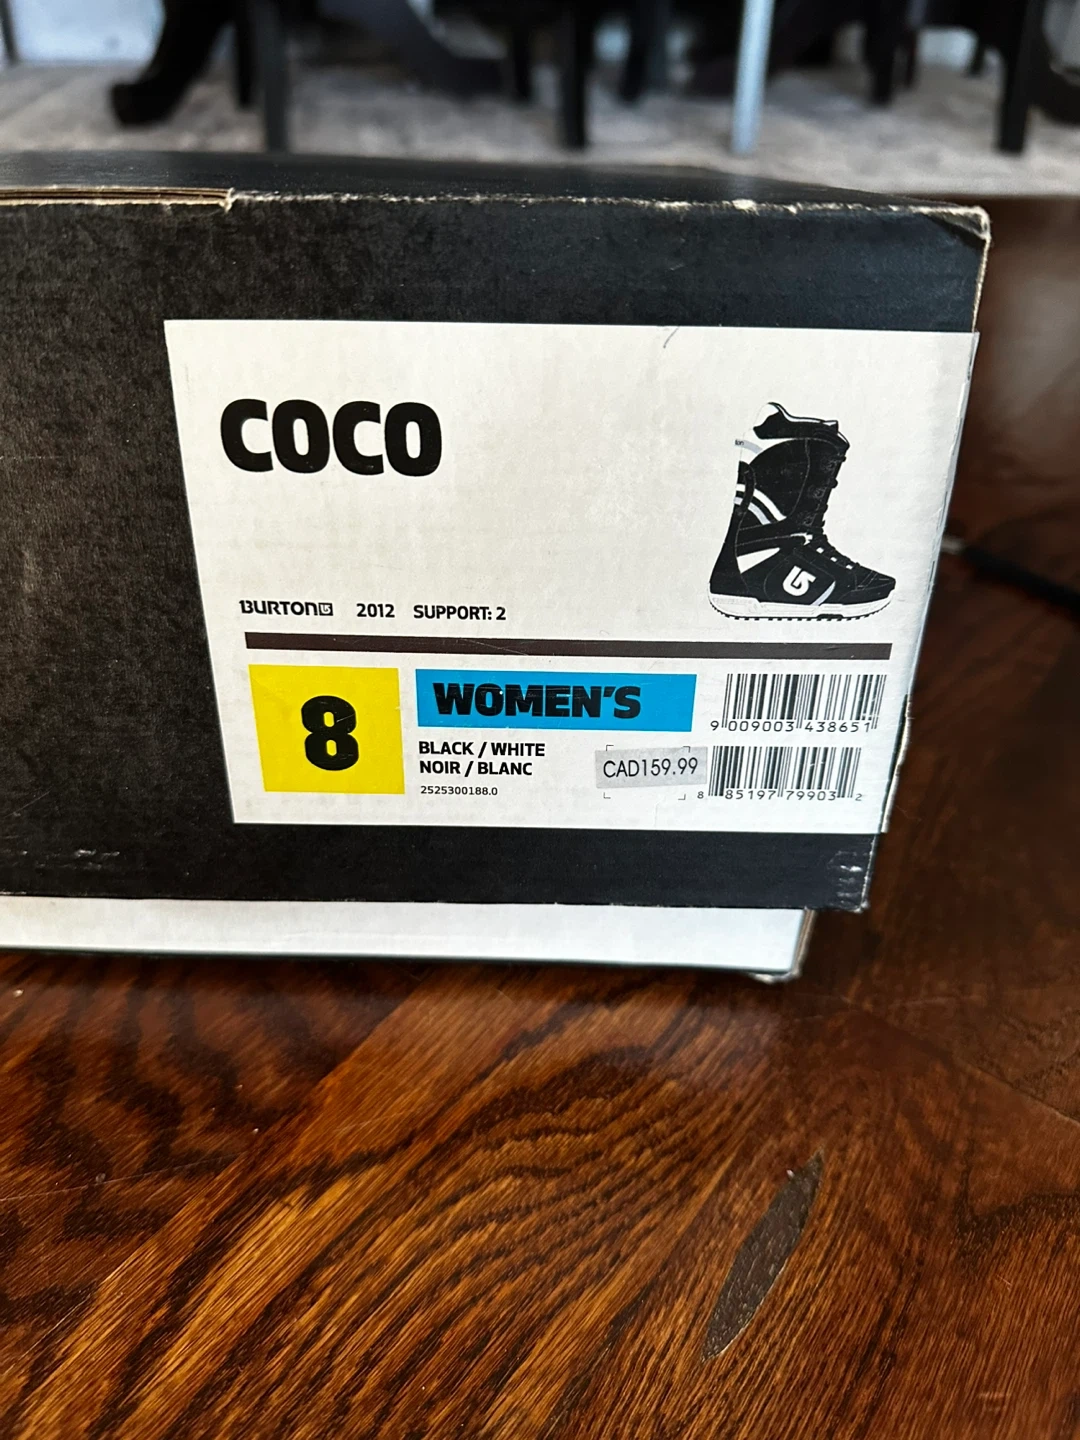 COCO
BURTON 2012 SUPPORT: 2
8
WOMEN'S
BLACK / WHITE
NOIR / BLANC
2525300188.0
CAD159.99
9 009003 438651
8 85197 79903 2